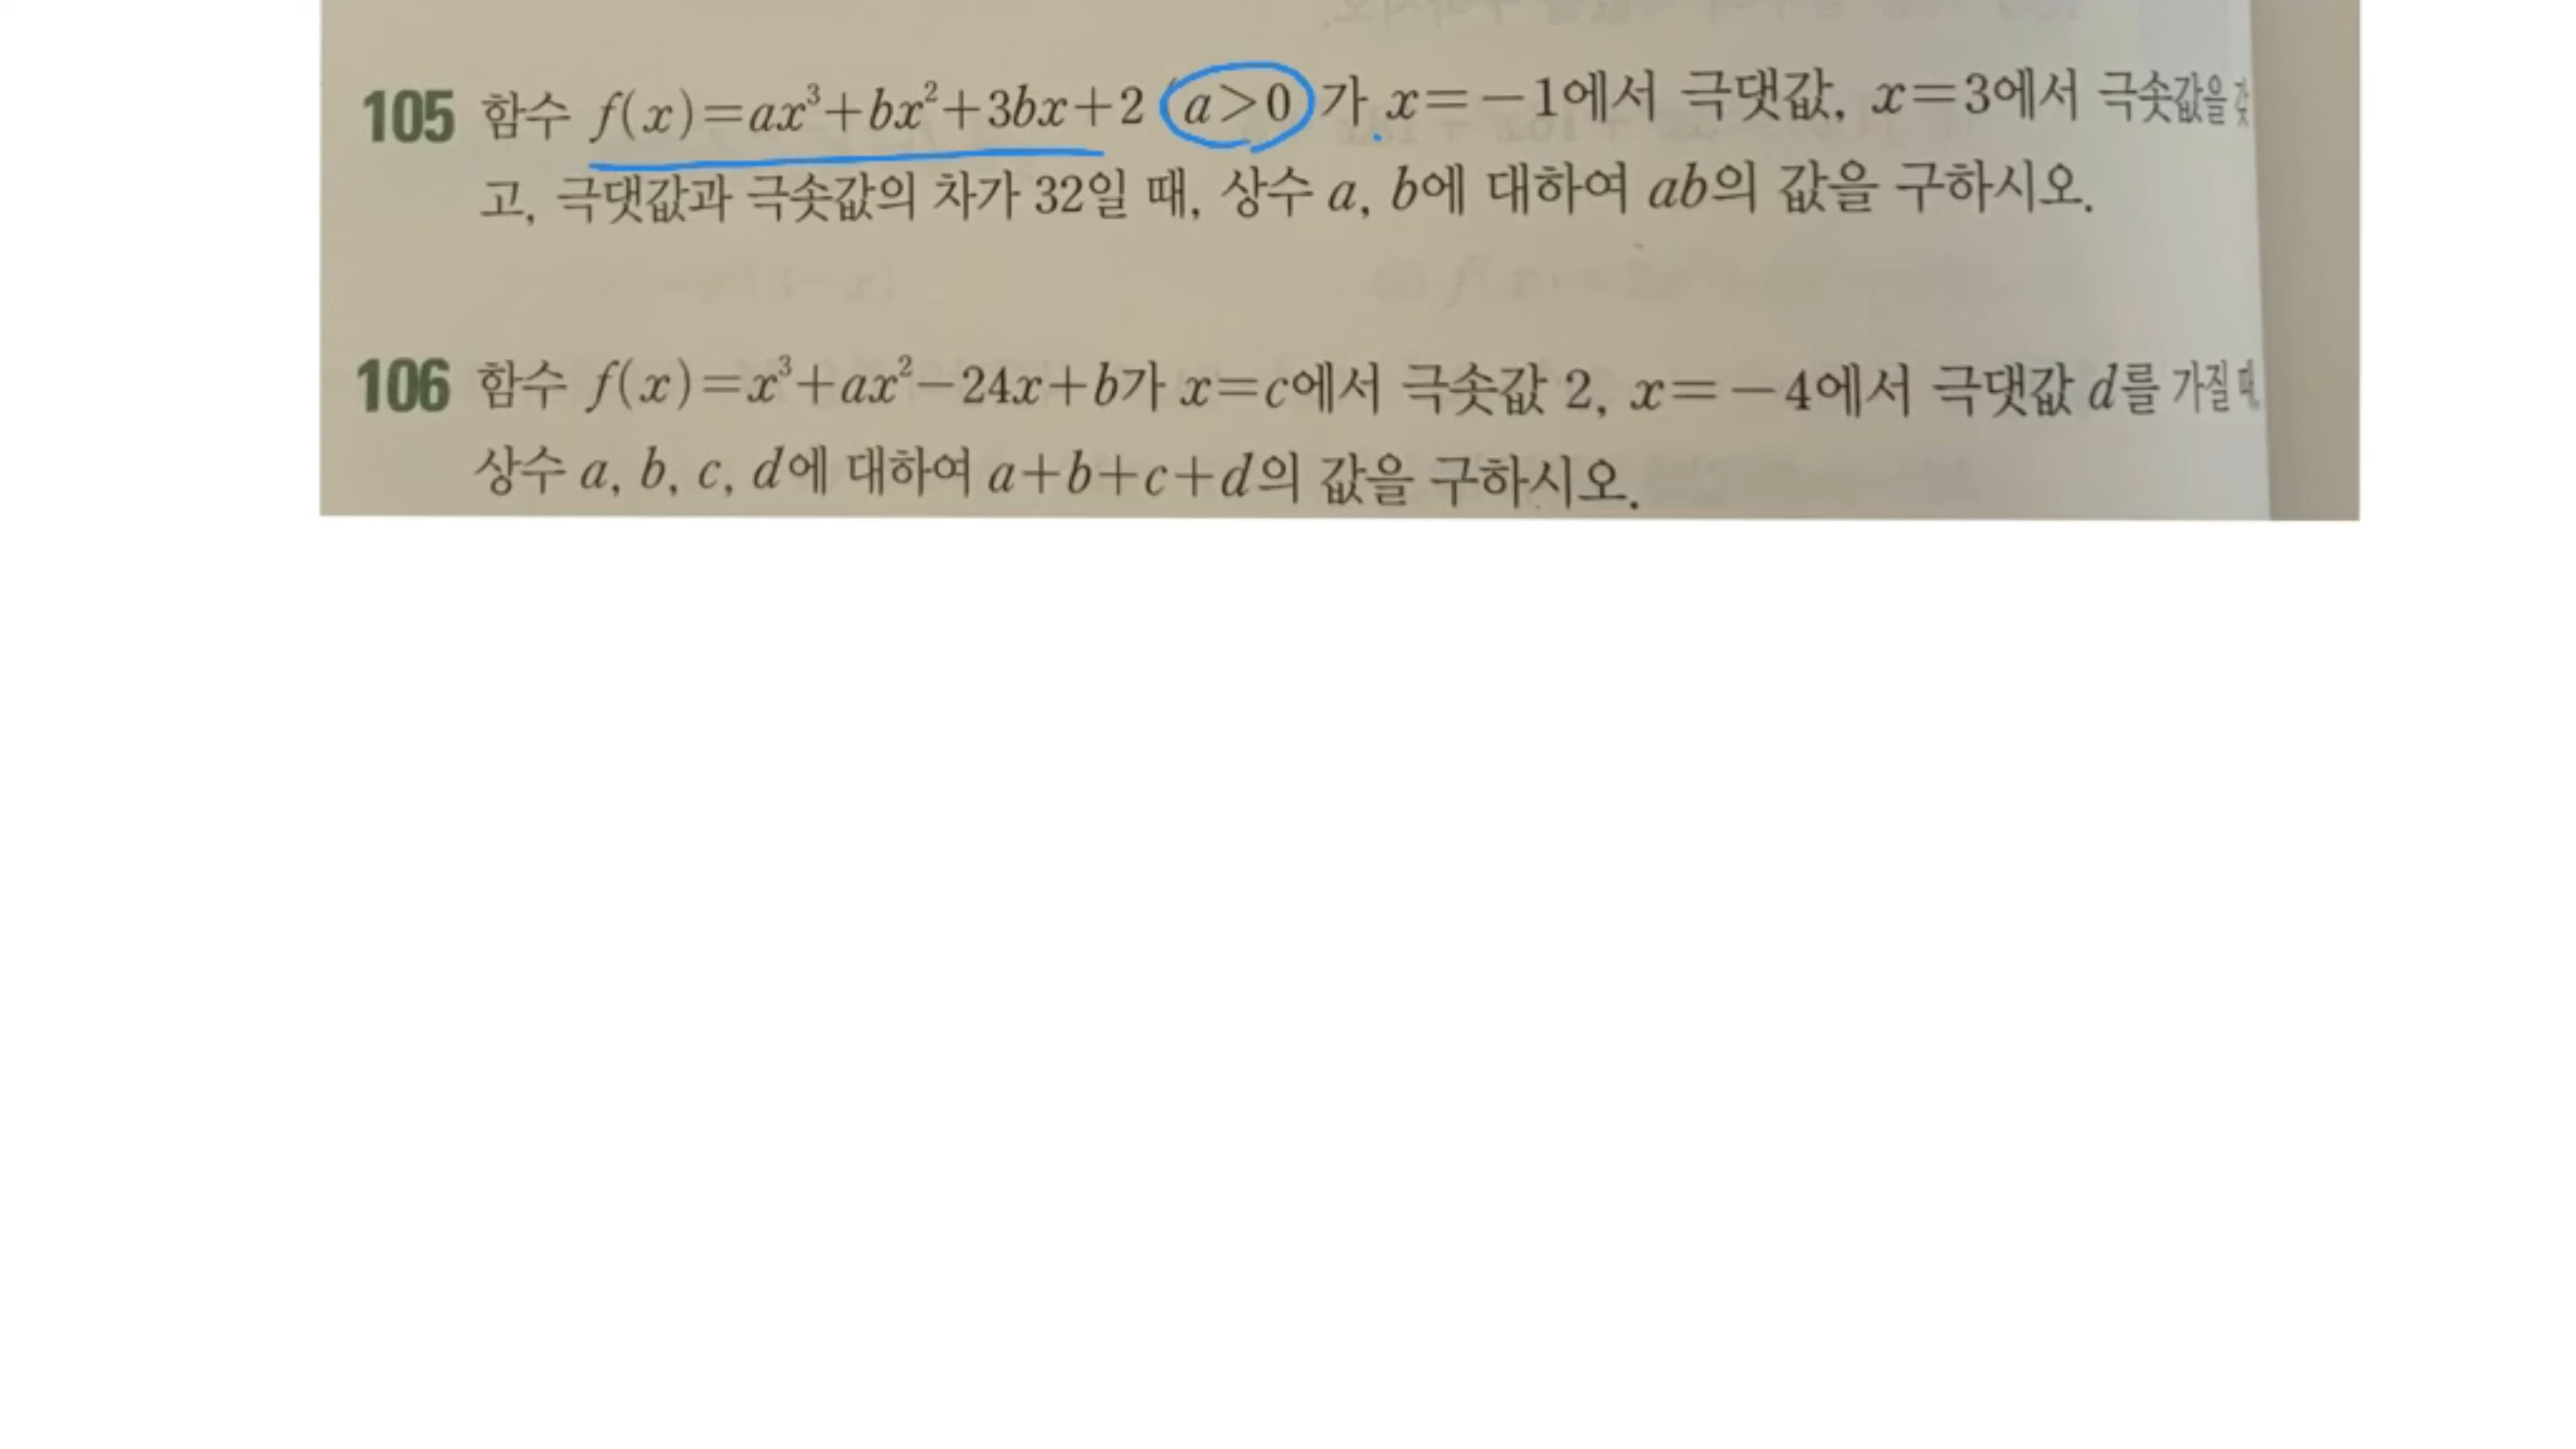 105 함수 f(x)=ax³+bx²+3bx+2 (a>0)가 x=−1에서 극댓값, x=3에서 극솟값을 갖
고, 극댓값과 극솟값의 차가 32일 때, 상수 a, b에 대하여 ab의 값을 구하시오.
106 함수 f(x)=x³+ax²−24x+b가 x=c에서 극솟값 2, x=−4에서 극댓값 d를 가질 때,
상수 a, b, c, d에 대하여 a+b+c+d의 값을 구하시오.